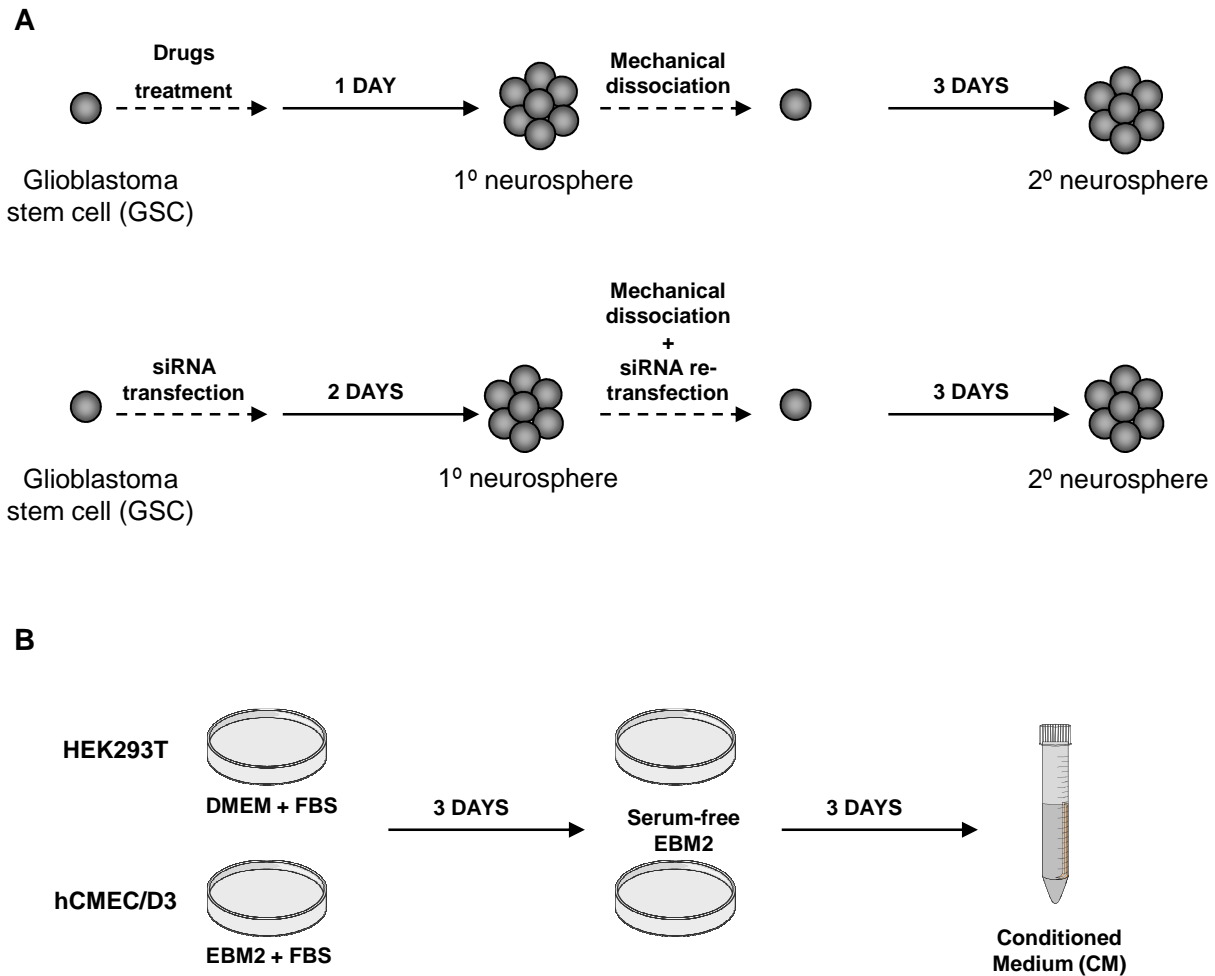 A
Drugs
treatment
1 DAY
Mechanical
dissociation
3 DAYS
Glioblastoma
stem cell (GSC)
1º neurosphere
2º neurosphere
siRNA
transfection
2 DAYS
Mechanical
dissociation
+
siRNA re-
transfection
3 DAYS
Glioblastoma
stem cell (GSC)
1º neurosphere
2º neurosphere
B
HEK293T
DMEM + FBS
3 DAYS
Serum-free
EBM2
3 DAYS
hCMEC/D3
EBM2 + FBS
Conditioned
Medium (CM)